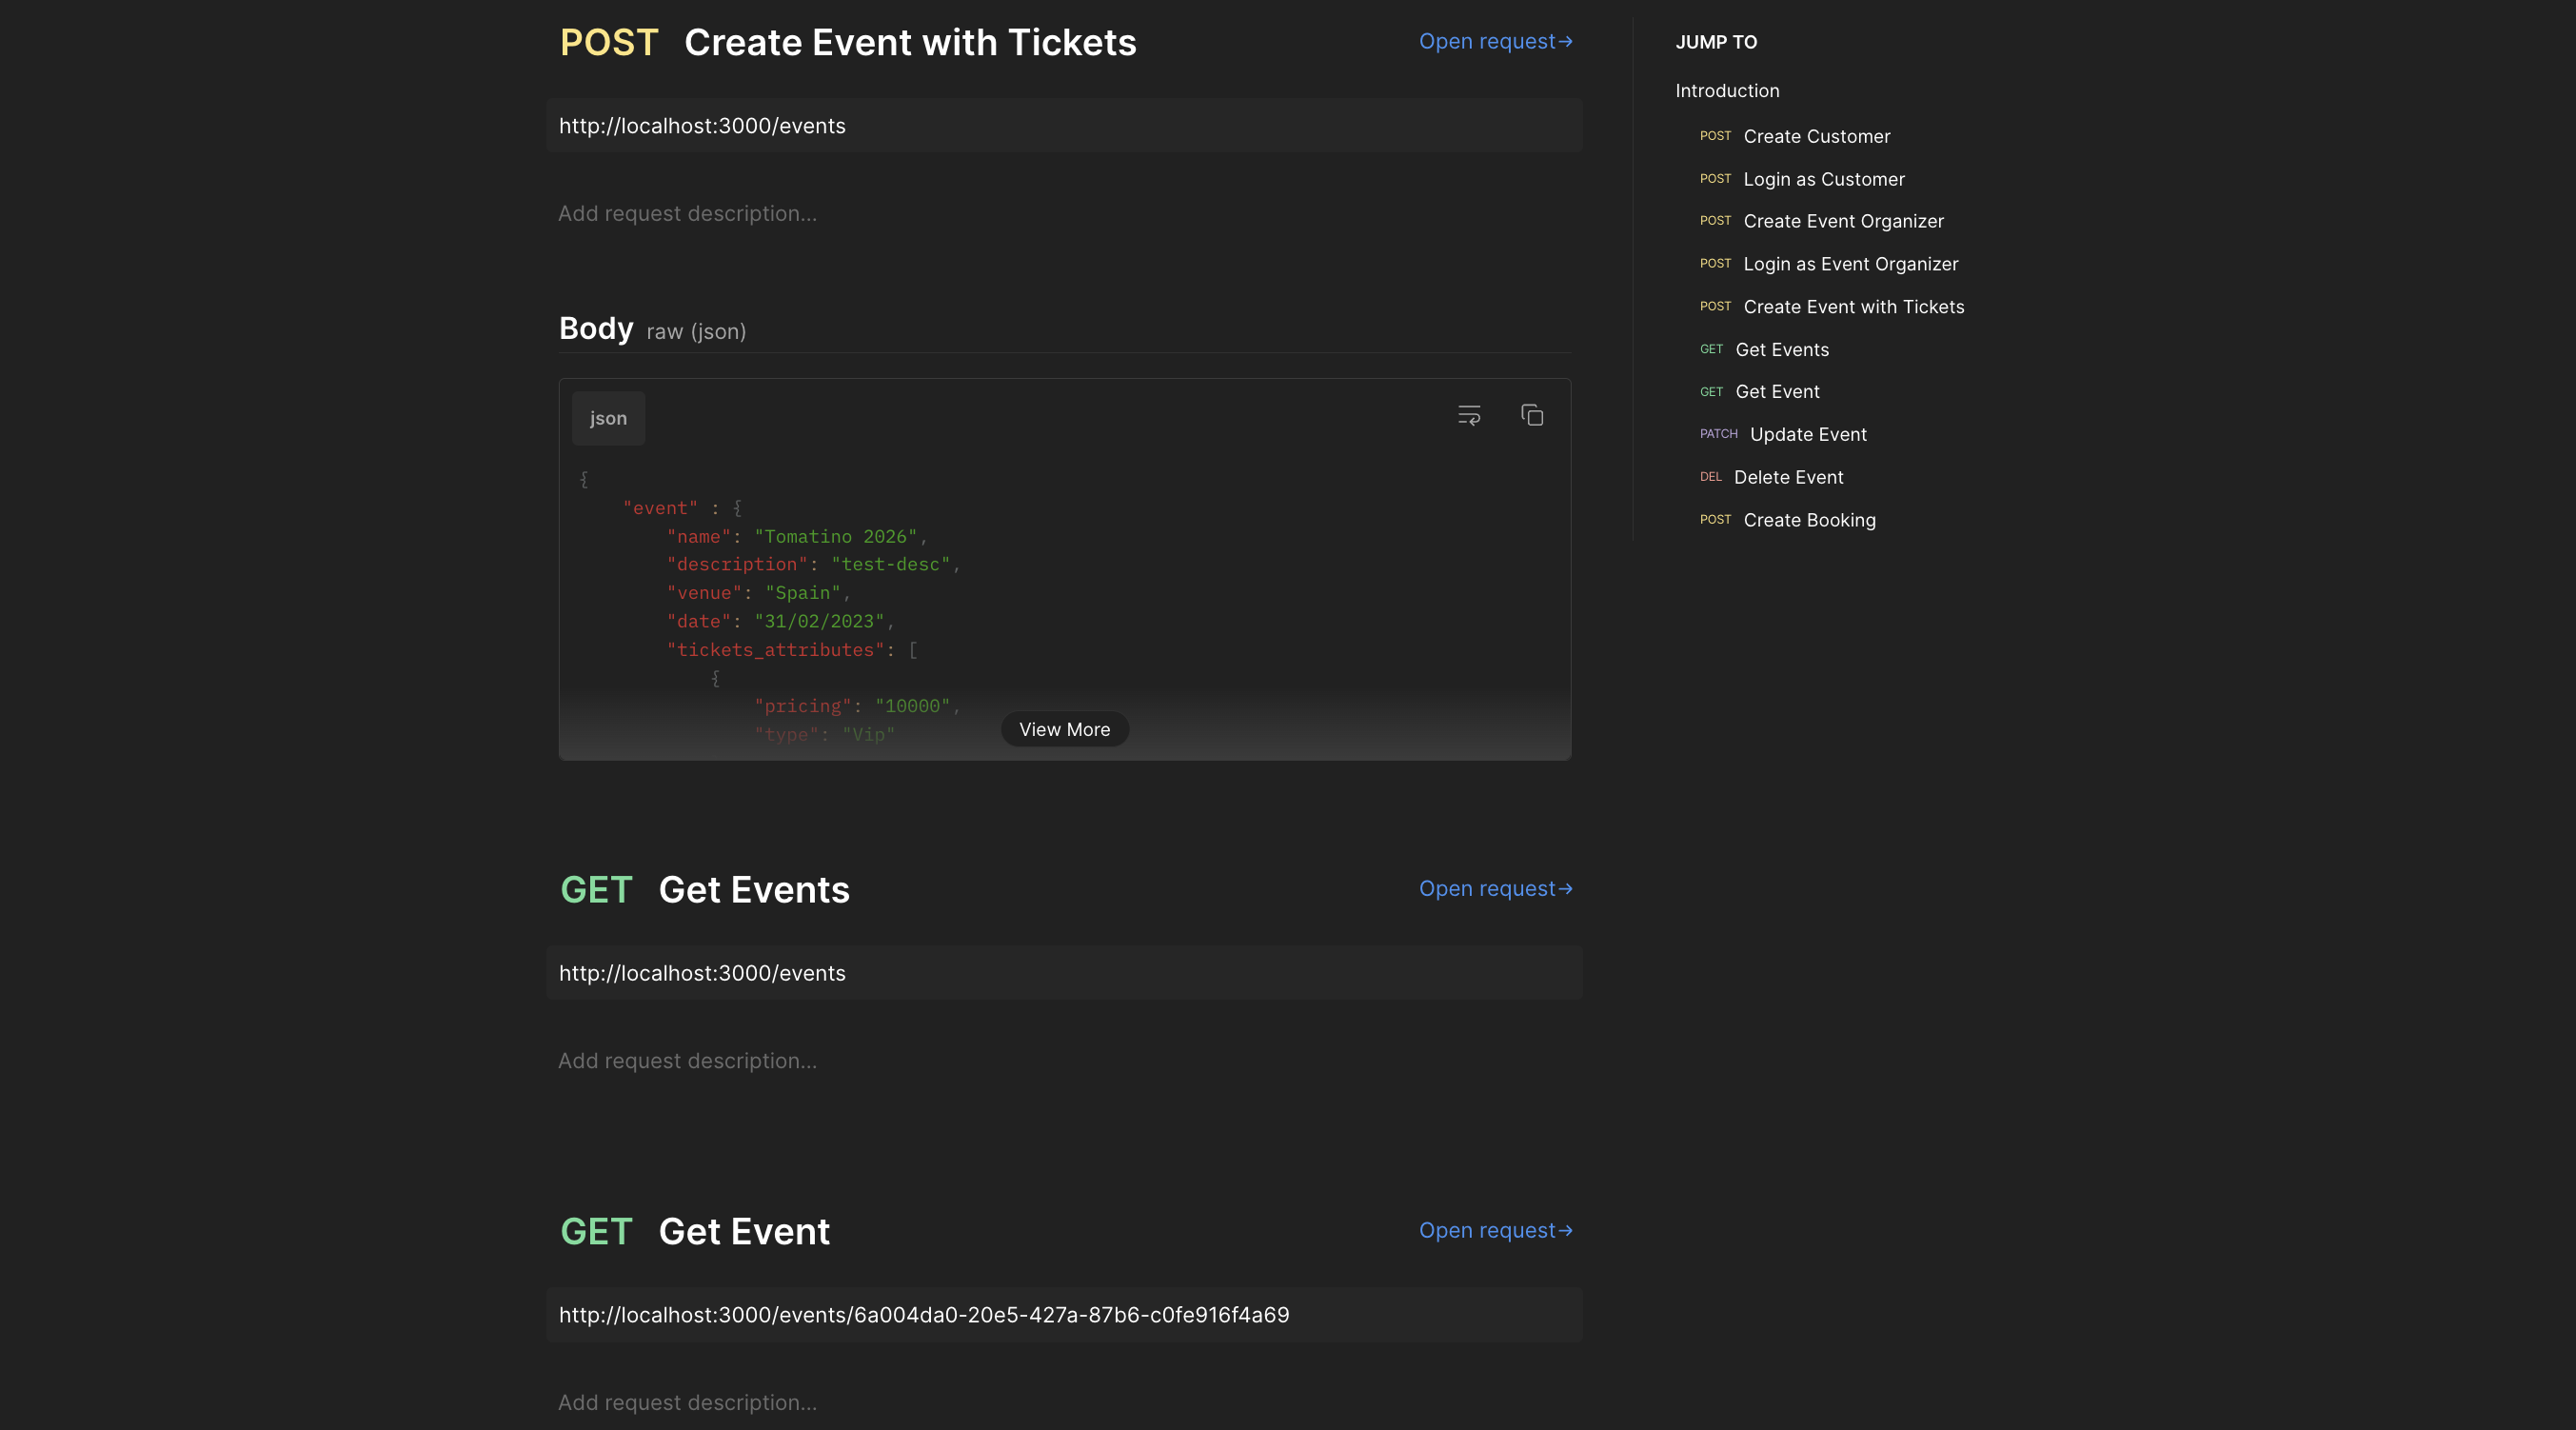 POST Create Event with Tickets
Open request→
http://localhost:3000/events
Add request description...
Body raw (json)
json
{
"event" : {
"name": "Tomatino 2026",
"description": "test-desc",
"venue": "Spain",
"date": "31/02/2023",
"tickets_attributes": [
{
"pricing": "10000",
"type": "Vip"
View More
GET Get Events
Open request→
http://localhost:3000/events
Add request description...
GET Get Event
Open request→
http://localhost:3000/events/6a004da0-20e5-427a-87b6-c0fe916f4a69
Add request description...
JUMP TO
Introduction
POST Create Customer
POST Login as Customer
POST Create Event Organizer
POST Login as Event Organizer
POST Create Event with Tickets
GET Get Events
GET Get Event
PATCH Update Event
DEL Delete Event
POST Create Booking